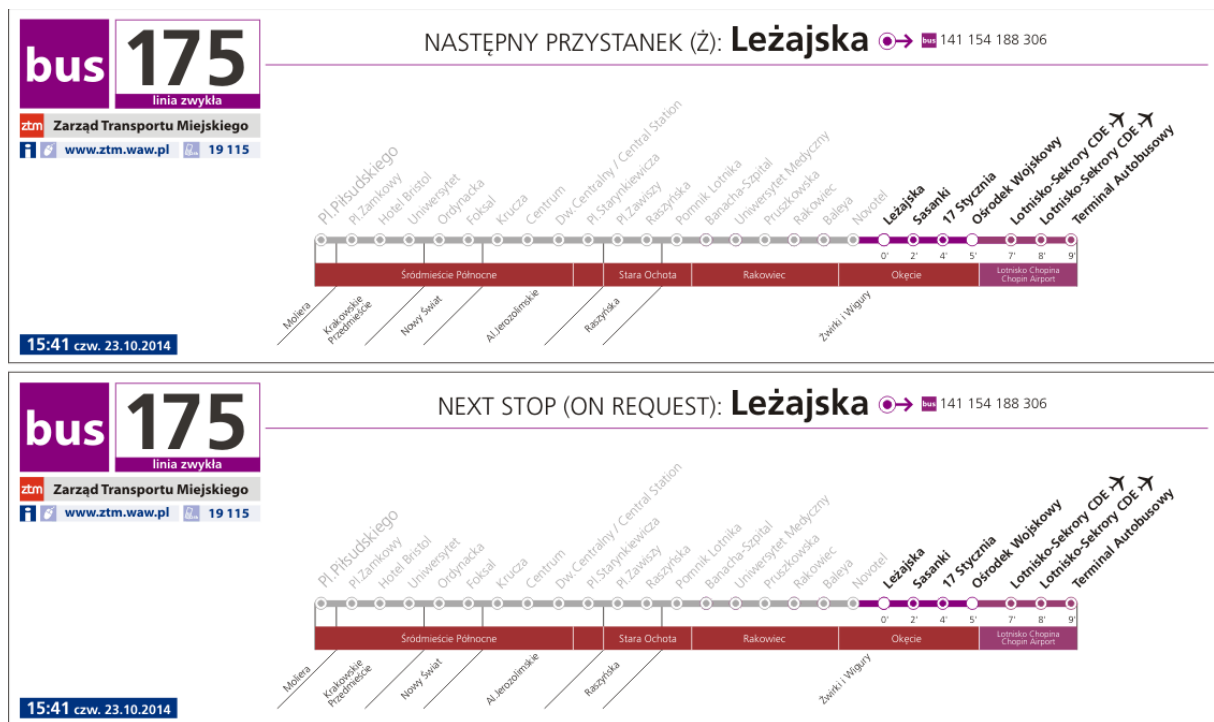 bus 175
linia zwykła
ztm Zarząd Transportu Miejskiego
i www.ztm.waw.pl 19 115
NASTĘPNY PRZYSTANEK (Ż): Leżajska bus 141 154 188 306
Pl.Piłsudskiego
Pl.Zamkowy
Hotel Bristol
Uniwersytet
Ordynacka
Foksal
Krucza
Centrum
Dw.Centralny / Central Station
Pl.Starynkiewicza
Pl.Zawiszy
Raszyńska
Pomnik Lotnika
Banacha-Szpital
Uniwersytet Medyczny
Pruszkowska
Rakowiec
Baleya
Novotel
Leżajska
Sasanki
17 Stycznia
Ośrodek Wojskowy
Lotnisko-Sekrory CDE
Lotnisko-Sekrory CDE
Terminal Autobusowy
0' 2' 4' 5' 7' 8' 9'
Śródmieście Północne
Stara Ochota
Rakowiec
Okęcie
Lotnisko Chopina
Chopin Airport
Moliera
Krakowskie
Przedmieście
Nowy Świat
Al.Jerozolimskie
Raszyńska
Żwirki i Wigury
15:41 czw. 23.10.2014
bus 175
linia zwykła
ztm Zarząd Transportu Miejskiego
i www.ztm.waw.pl 19 115
NEXT STOP (ON REQUEST): Leżajska bus 141 154 188 306
Pl.Piłsudskiego
Pl.Zamkowy
Hotel Bristol
Uniwersytet
Ordynacka
Foksal
Krucza
Centrum
Dw.Centralny / Central Station
Pl.Starynkiewicza
Pl.Zawiszy
Raszyńska
Pomnik Lotnika
Banacha-Szpital
Uniwersytet Medyczny
Pruszkowska
Rakowiec
Baleya
Novotel
Leżajska
Sasanki
17 Stycznia
Ośrodek Wojskowy
Lotnisko-Sekrory CDE
Lotnisko-Sekrory CDE
Terminal Autobusowy
0' 2' 4' 5' 7' 8' 9'
Śródmieście Północne
Stara Ochota
Rakowiec
Okęcie
Lotnisko Chopina
Chopin Airport
Moliera
Krakowskie
Przedmieście
Nowy Świat
Al.Jerozolimskie
Raszyńska
Żwirki i Wigury
15:41 czw. 23.10.2014